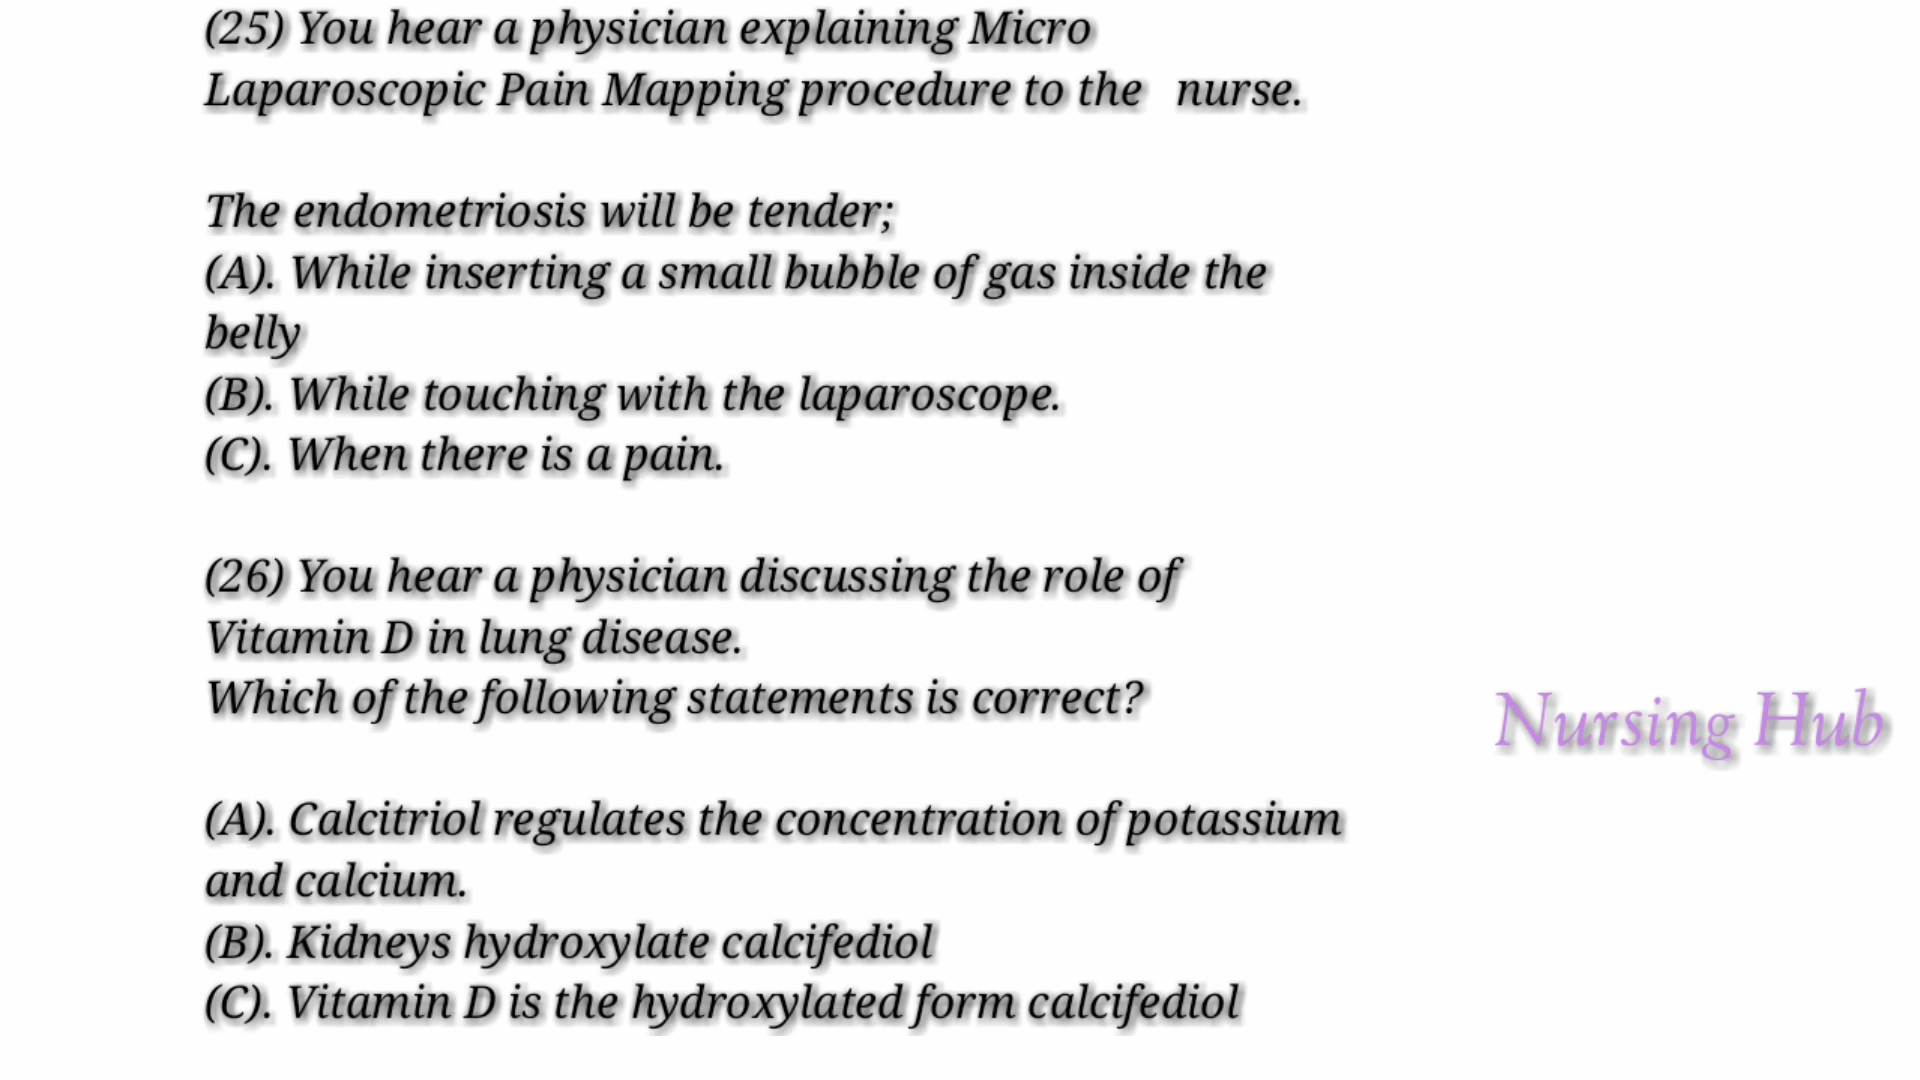 (25) You hear a physician explaining Micro
Laparoscopic Pain Mapping procedure to the nurse.
The endometriosis will be tender;
(A). While inserting a small bubble of gas inside the
belly
(B). While touching with the laparoscope.
(C). When there is a pain.
(26) You hear a physician discussing the role of
Vitamin D in lung disease.
Which of the following statements is correct?
Nursing Hub
(A). Calcitriol regulates the concentration of potassium
and calcium.
(B). Kidneys hydroxylate calcifediol
(C). Vitamin D is the hydroxylated form calcifediol